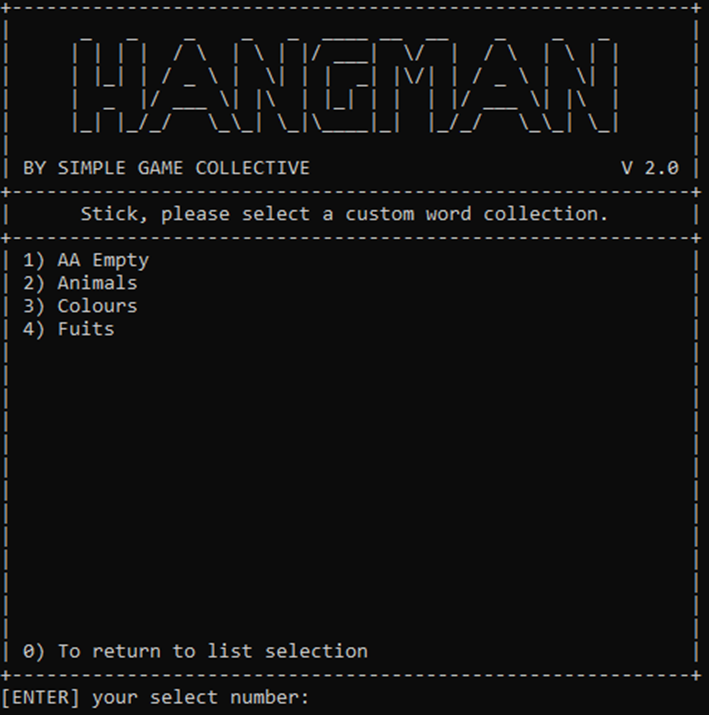 HANGMAN
BY SIMPLE GAME COLLECTIVE V 2.0
Stick, please select a custom word collection.
1) AA Empty
2) Animals
3) Colours
4) Fuits
0) To return to list selection
[ENTER] your select number: